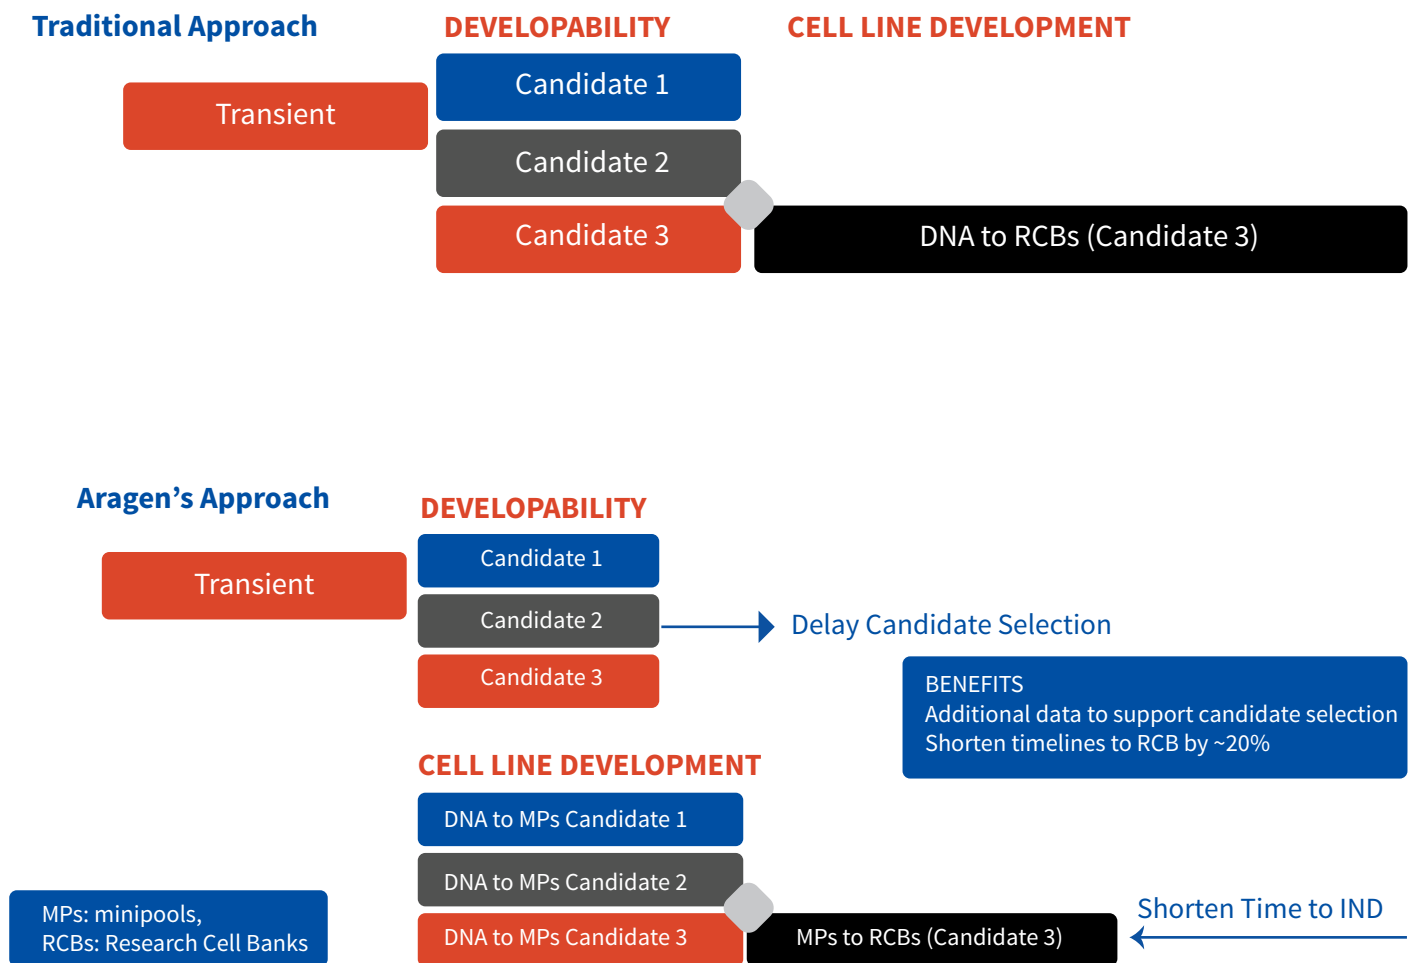 Traditional Approach
DEVELOPABILITY
CELL LINE DEVELOPMENT
Transient
Candidate 1
Candidate 2
Candidate 3
DNA to RCBs (Candidate 3)
Aragen’s Approach
DEVELOPABILITY
Transient
Candidate 1
Candidate 2
Candidate 3
Delay Candidate Selection
BENEFITS
Additional data to support candidate selection
Shorten timelines to RCB by ~20%
CELL LINE DEVELOPMENT
DNA to MPs Candidate 1
DNA to MPs Candidate 2
DNA to MPs Candidate 3
MPs to RCBs (Candidate 3)
Shorten Time to IND
MPs: minipools,
RCBs: Research Cell Banks